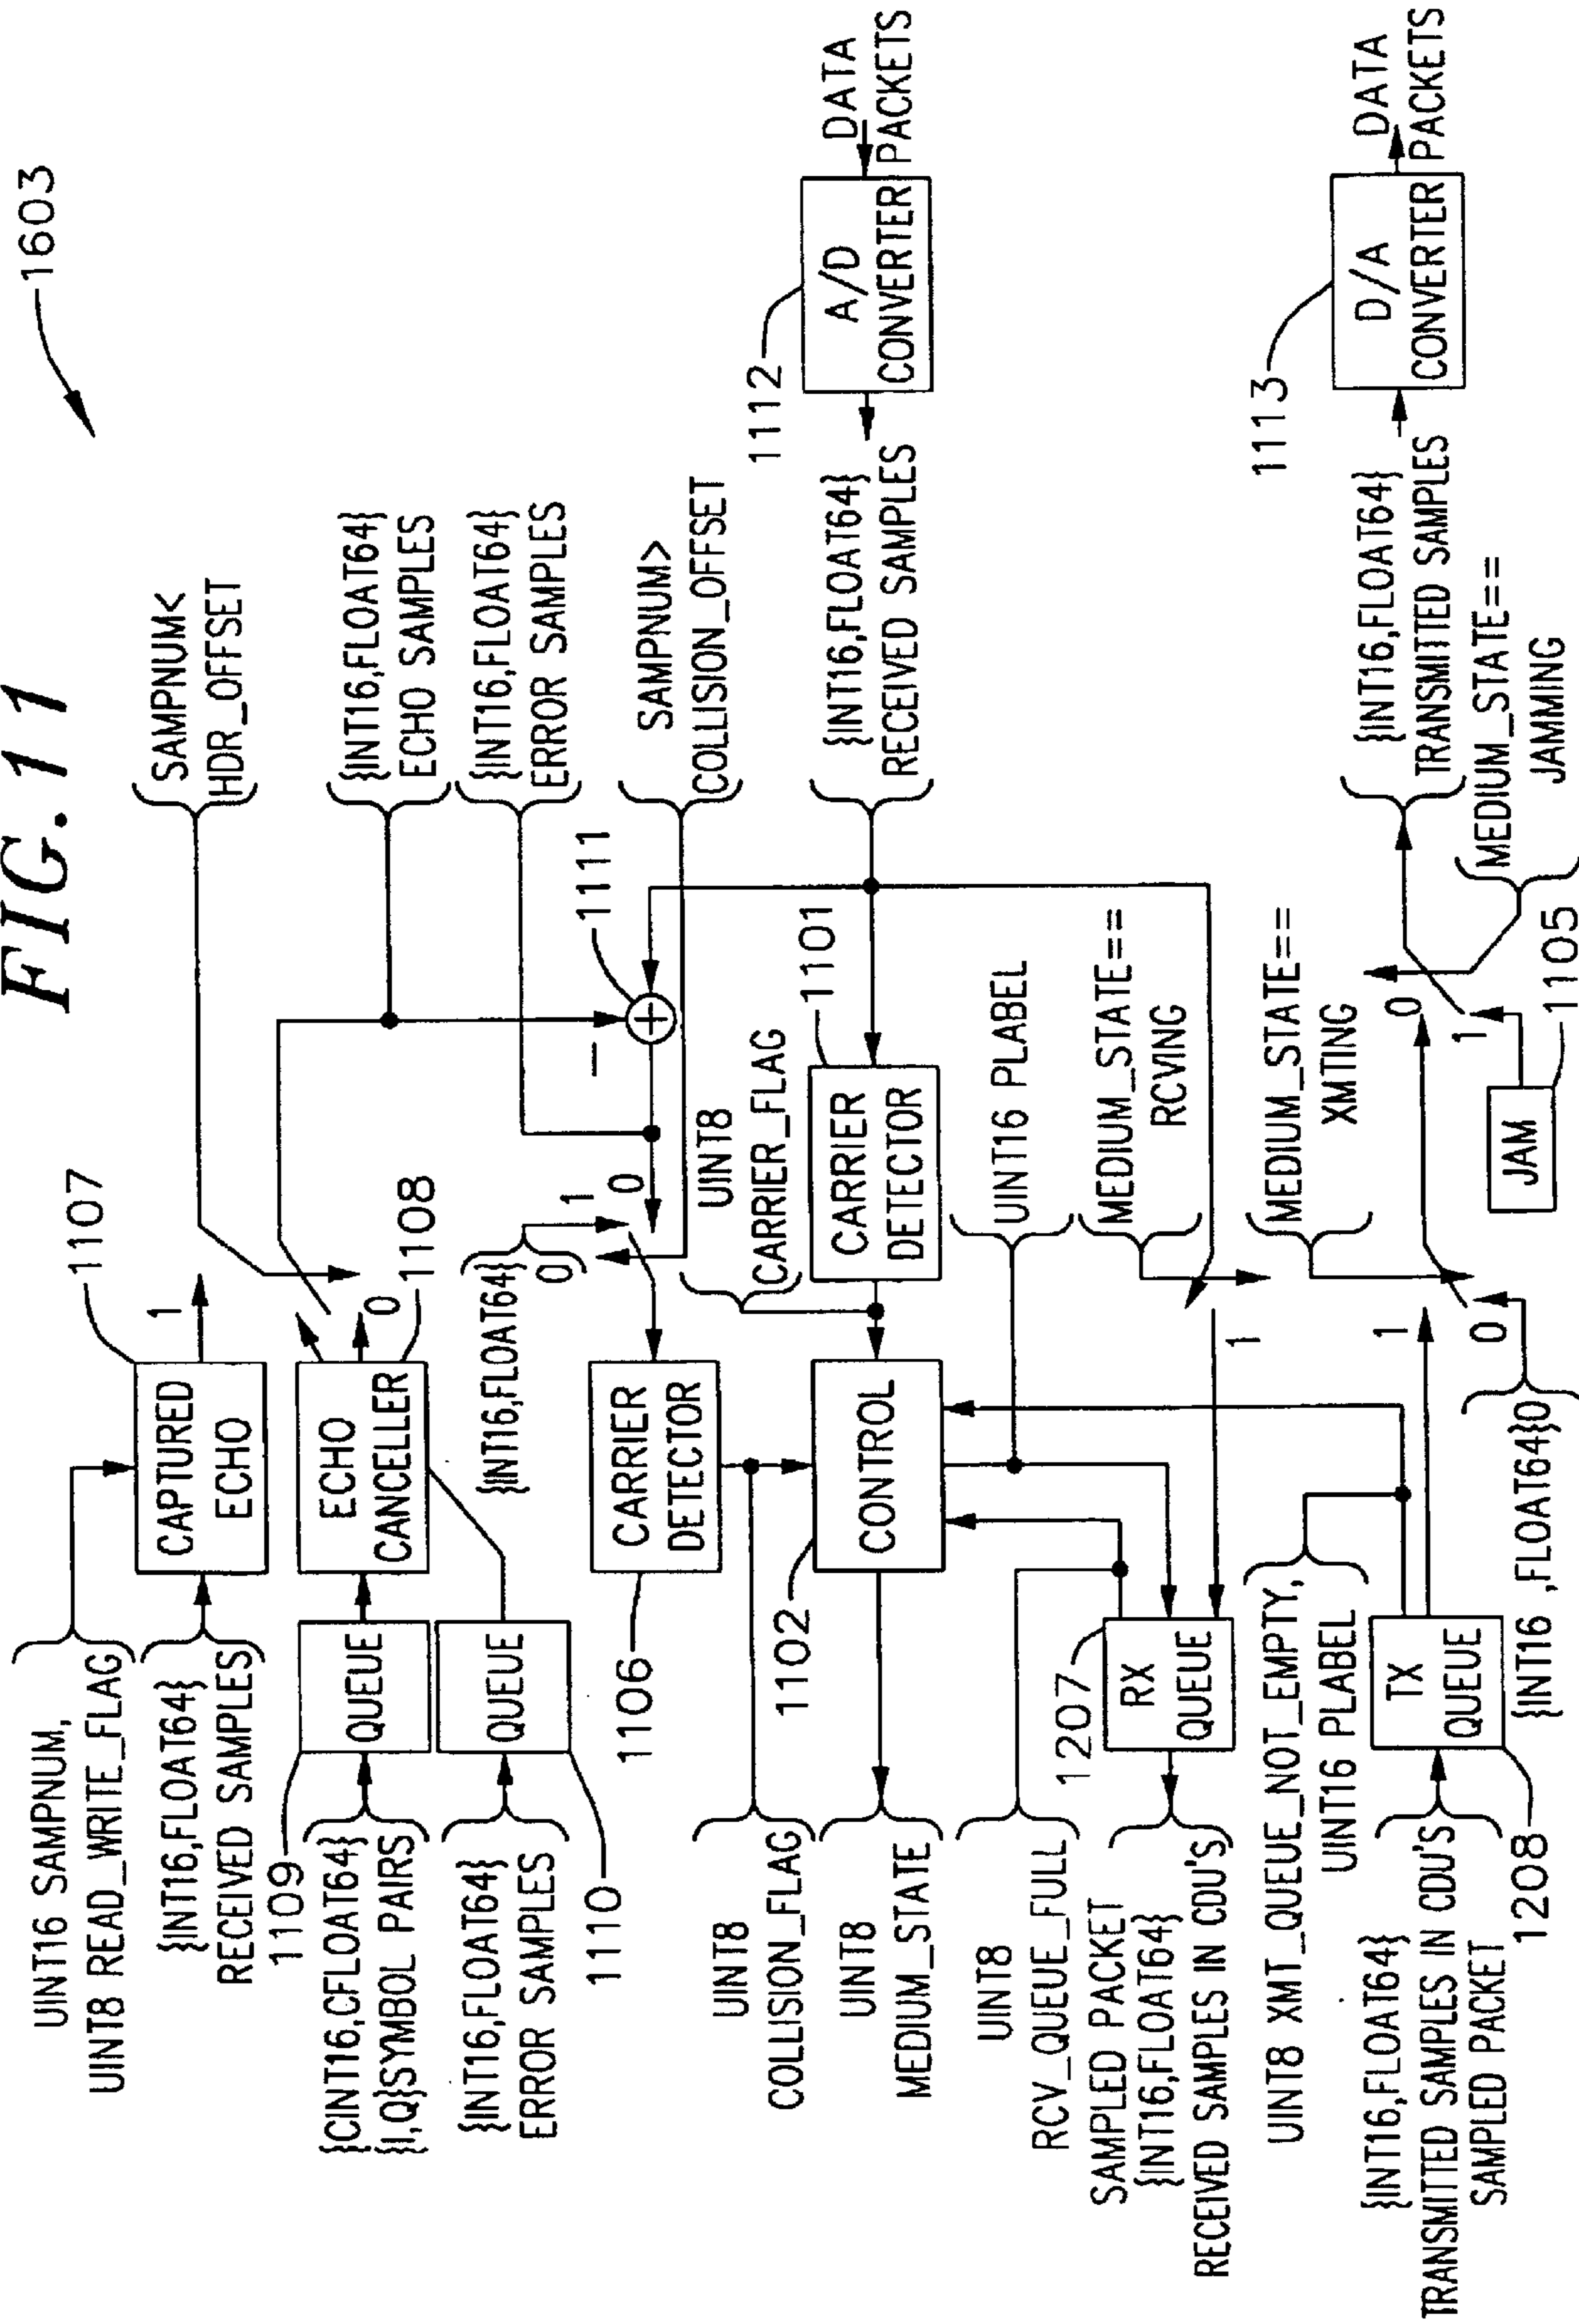 FIG. 11
1603
UINT16 SAMPNUM,
UINT8 READ_WRITE_FLAG
{INT16,FLOAT64}
RECEIVED SAMPLES
CAPTURED
ECHO
1107
1
SAMPNUM<
HDR_OFFSET
1109
{CINT16,CFLOAT64}
{I,Q}SYMBOL PAIRS
QUEUE
ECHO
CANCELLER
0
1108
{INT16,FLOAT64}
ECHO SAMPLES
{INT16,FLOAT64}
ERROR SAMPLES
1110
QUEUE
{INT16,FLOAT64}
0
1
0
{INT16,FLOAT64}
ERROR SAMPLES
–
+
1111
1106
CARRIER
DETECTOR
SAMPNUM>
COLLISION_OFFSET
UINT8
COLLISION_FLAG
UINT8
CARRIER_FLAG
UINT8
MEDIUM_STATE
1102
CONTROL
CARRIER
DETECTOR
1101
{INT16,FLOAT64}
RECEIVED SAMPLES
1112
A/D
CONVERTER
DATA
PACKETS
UINT8
RCV_QUEUE_FULL
UINT16 PLABEL
SAMPLED PACKET
{INT16,FLOAT64}
RECEIVED SAMPLES IN CDU'S
1207
RX
QUEUE
1
MEDIUM_STATE==
RCVING
UINT8 XMT_QUEUE_NOT_EMPTY,
UINT16 PLABEL
MEDIUM_STATE==
XMTING
{INT16,FLOAT64}
TRANSMITTED SAMPLES IN CDU'S
SAMPLED PACKET
1208
TX
QUEUE
1
0
{INT16,FLOAT64}0
0
1
JAM
1105
{INT16,FLOAT64}
TRANSMITTED SAMPLES
MEDIUM_STATE==
JAMMING
1113
D/A
CONVERTER
DATA
PACKETS